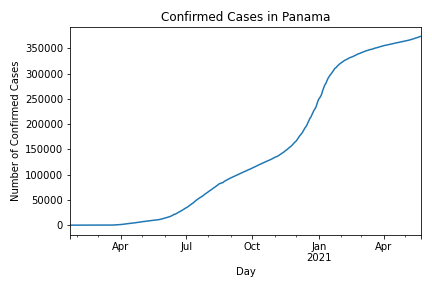 Confirmed Cases in Panama
350000
300000
250000
200000
150000
100000
50000
0
Number of Confirmed Cases
Apr Jul Oct Jan Apr
2021
Day